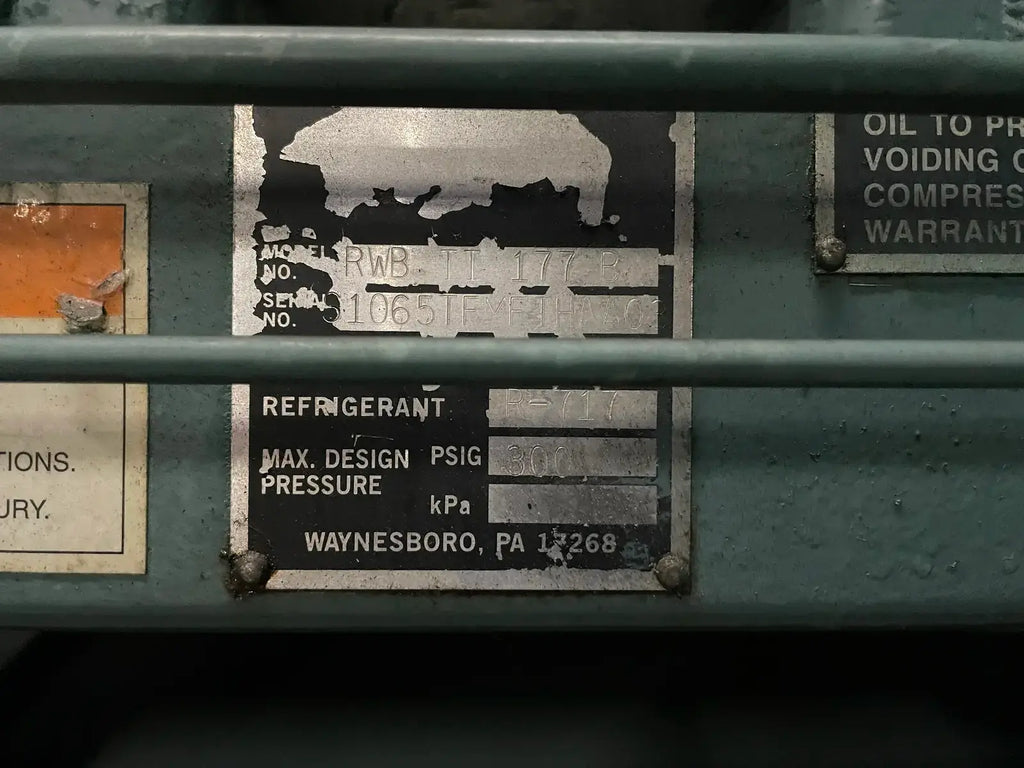 OIL TO PR
VOIDING C
COMPRES
WARRANT
MODEL NO. RWB II 177 B
SERIAL NO.
REFRIGERANT R-717
MAX. DESIGN PRESSURE PSIG 300
kPa
WAYNESBORO, PA 17268
TIONS.
URY.